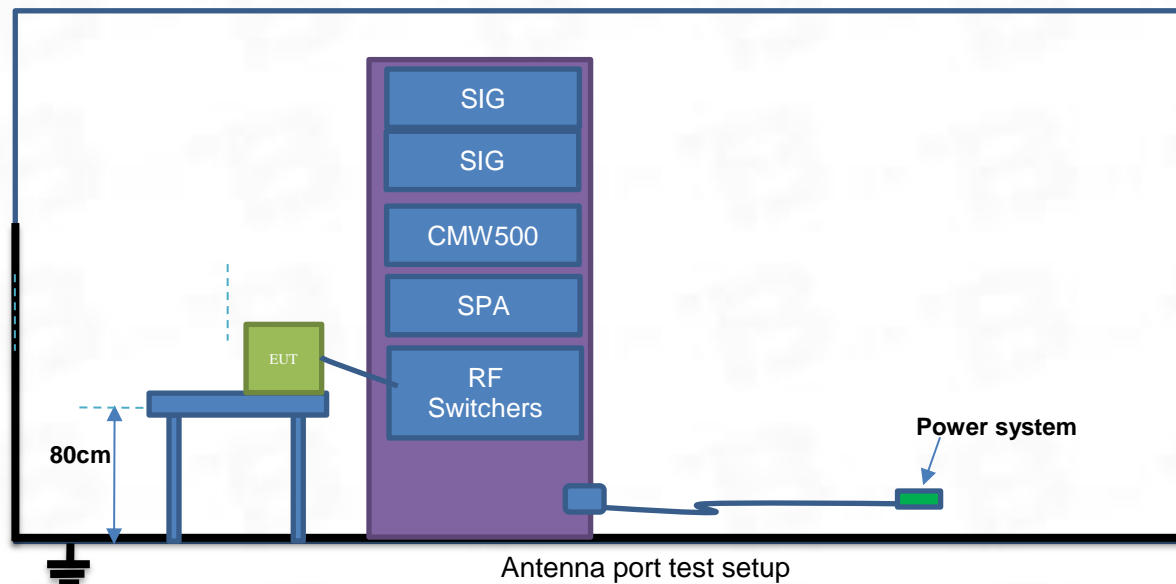 SIG
SIG
CMW500
SPA
EUT
RF
Switchers
80cm
Power system
Antenna port test setup